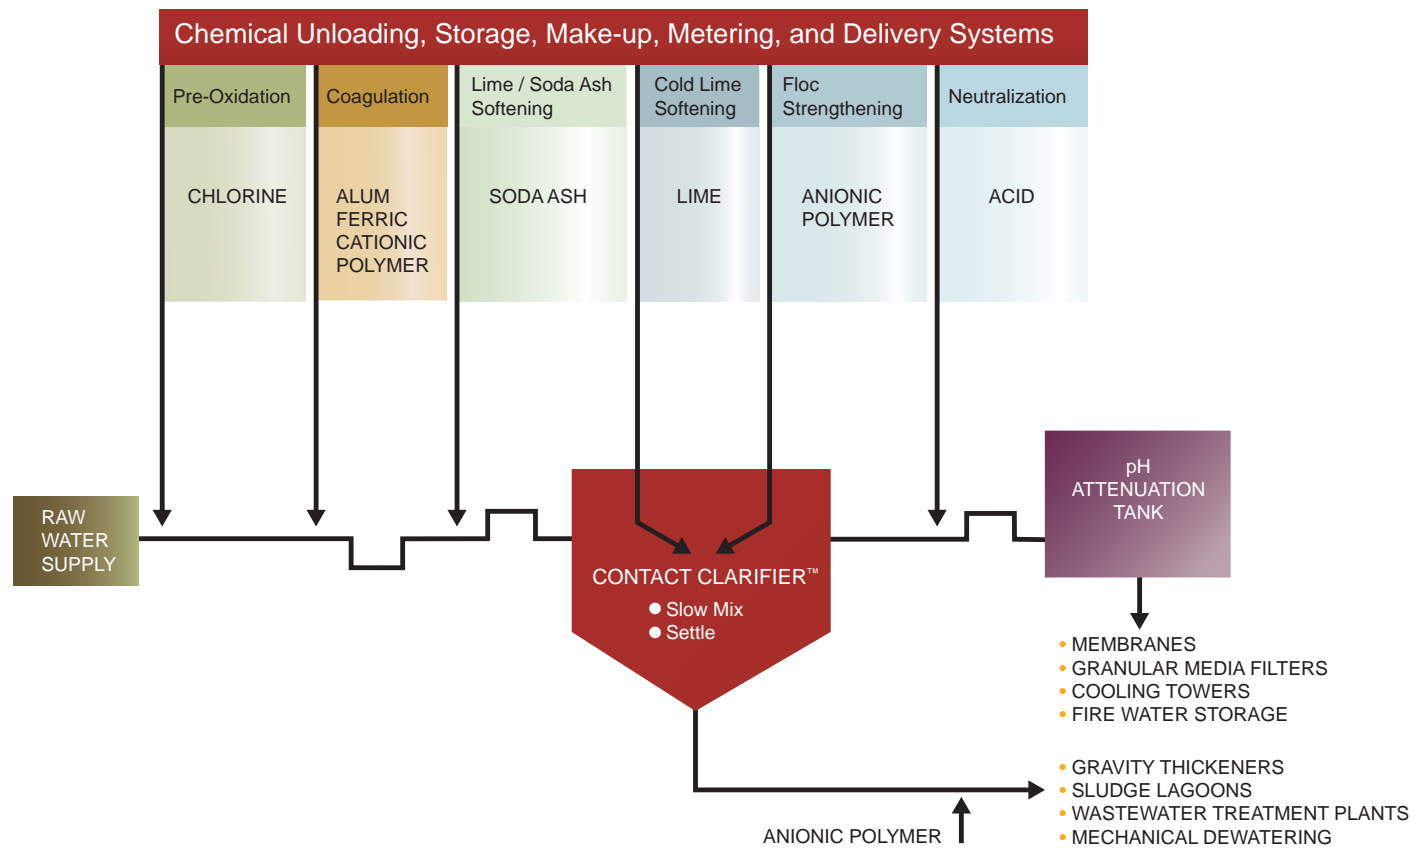 Chemical Unloading, Storage, Make-up, Metering, and Delivery Systems
Pre-Oxidation
Coagulation
Lime / Soda Ash
Softening
Cold Lime
Softening
Floc
Strengthening
Neutralization
CHLORINE
ALUM
FERRIC
CATIONIC
POLYMER
SODA ASH
LIME
ANIONIC
POLYMER
ACID
RAW
WATER
SUPPLY
CONTACT CLARIFIER™
● Slow Mix
● Settle
pH
ATTENUATION
TANK
• MEMBRANES
• GRANULAR MEDIA FILTERS
• COOLING TOWERS
• FIRE WATER STORAGE
• GRAVITY THICKENERS
• SLUDGE LAGOONS
• WASTEWATER TREATMENT PLANTS
• MECHANICAL DEWATERING
ANIONIC POLYMER